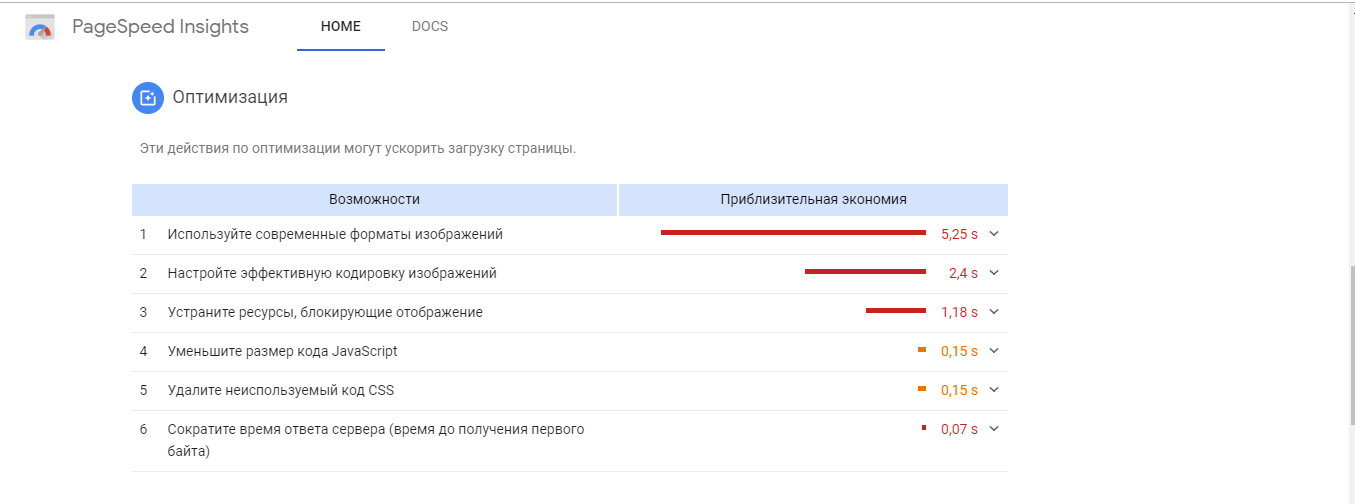 PageSpeed Insights HOME DOCS
Оптимизация
Эти действия по оптимизации могут ускорить загрузку страницы.
Возможности Приблизительная экономия
1 Используйте современные форматы изображений 5,25 s
2 Настройте эффективную кодировку изображений 2,4 s
3 Устраните ресурсы, блокирующие отображение 1,18 s
4 Уменьшите размер кода JavaScript 0,15 s
5 Удалите неиспользуемый код CSS 0,15 s
6 Сократите время ответа сервера (время до получения первого 0,07 s
байта)